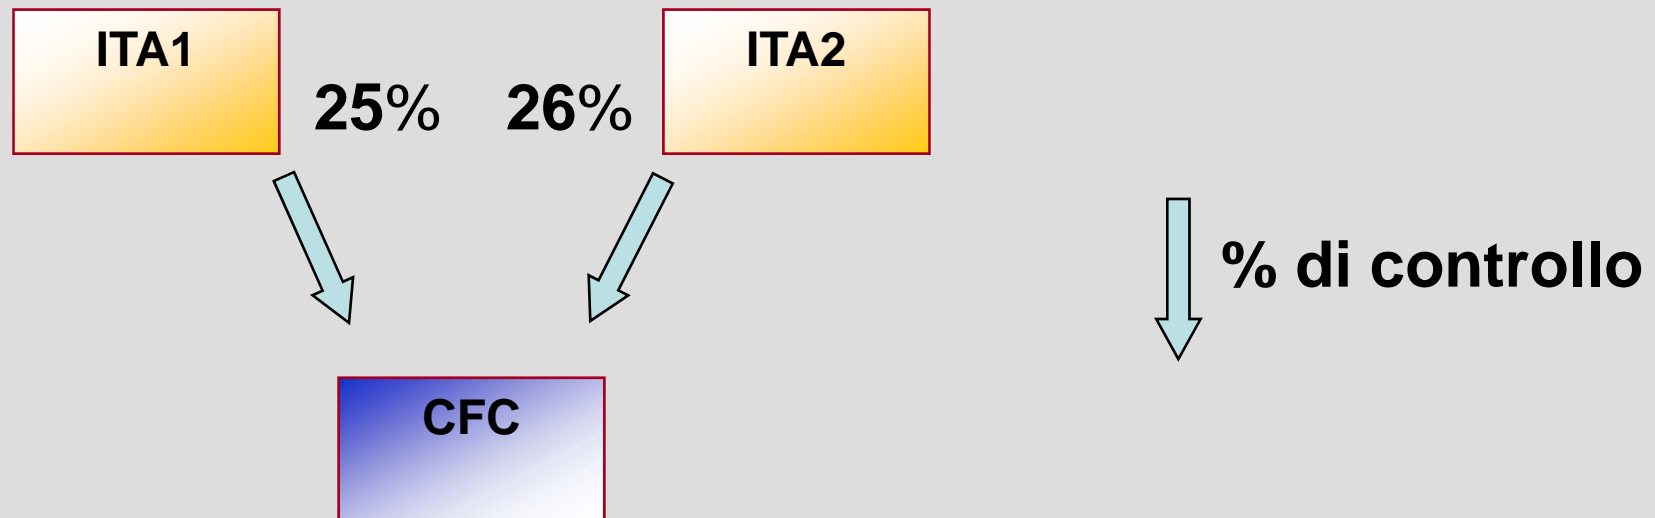 ITA1
ITA2
25%
26%
% di controllo
CFC